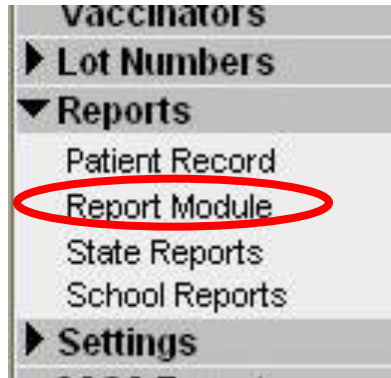 Vaccinators
Lot Numbers
Reports
Patient Record
Report Module
State Reports
School Reports
Settings